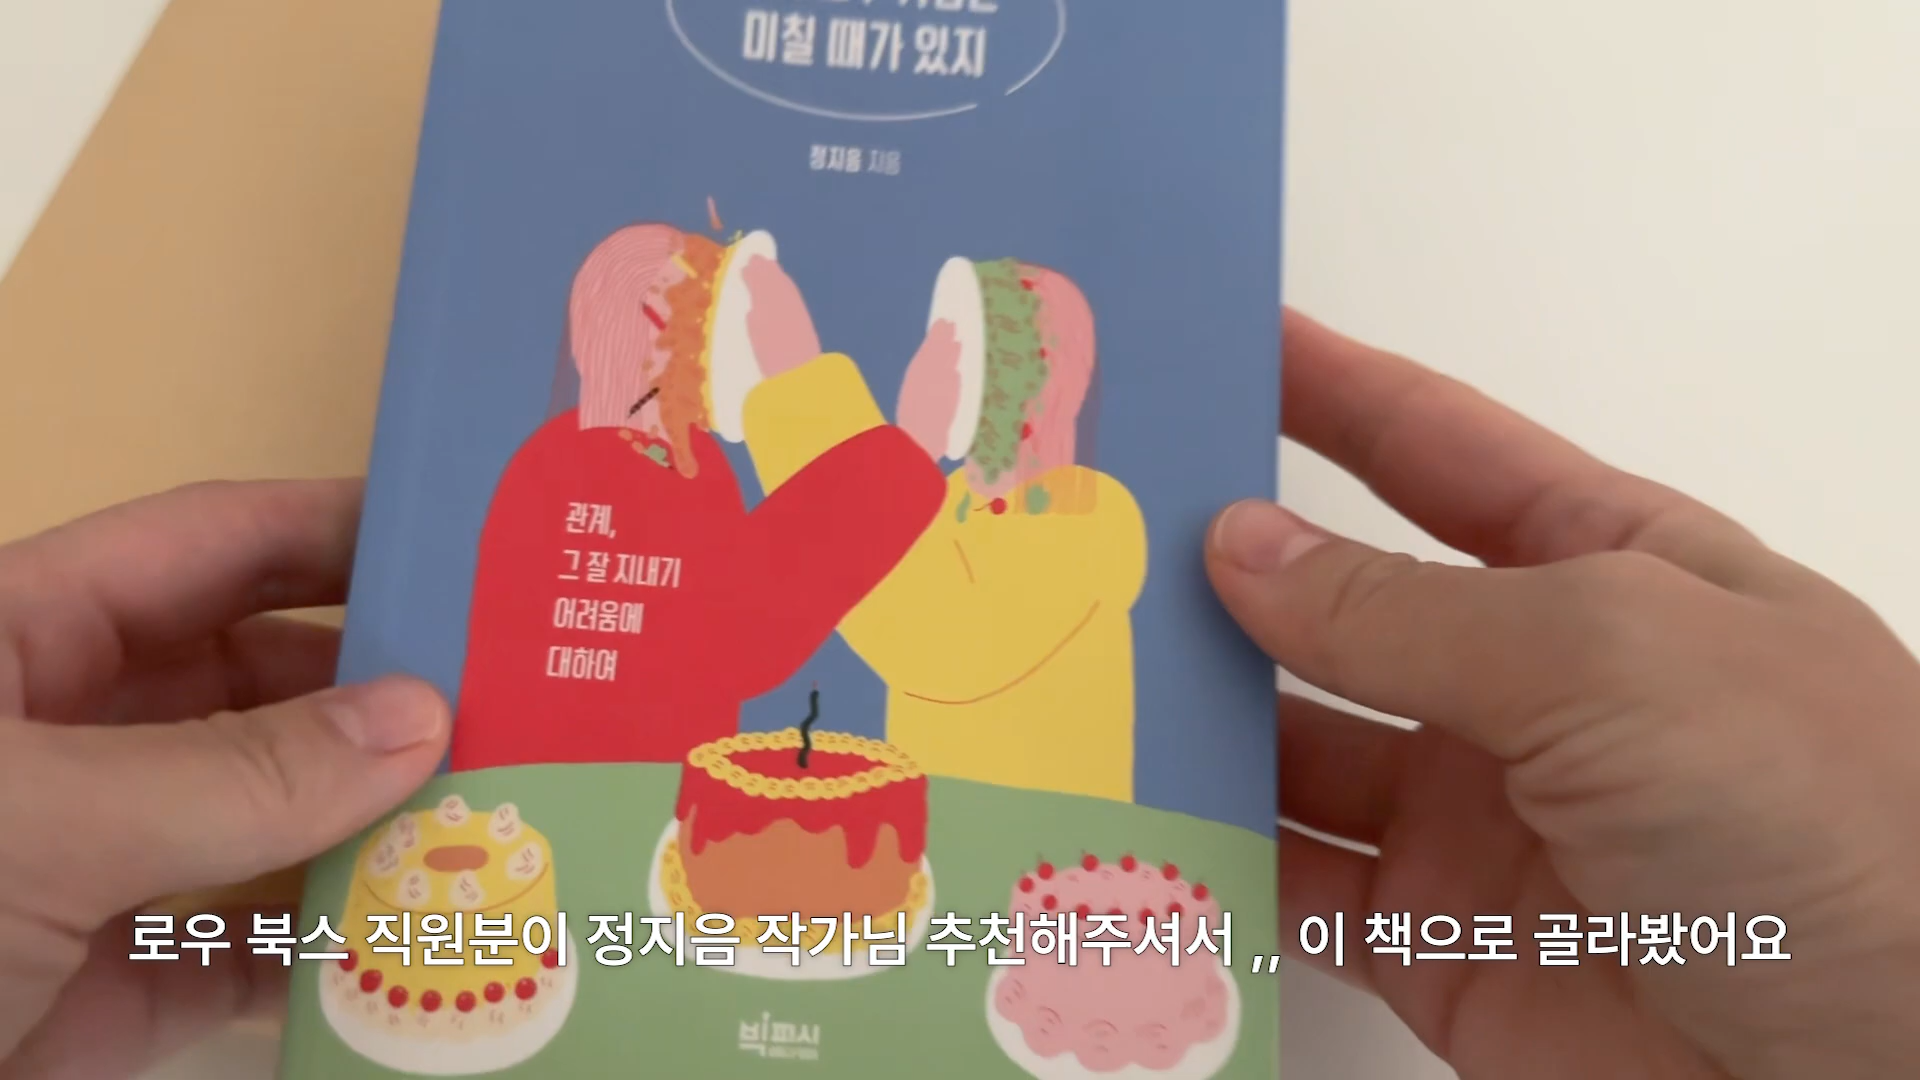 미칠 때가 있지
정지음 지음
관계,
그 잘 지내기
어려움에
대하여
로우 북스 직원분이 정지음 작가님 추천해주셔서 ,, 이 책으로 골라봤어요
빅피시